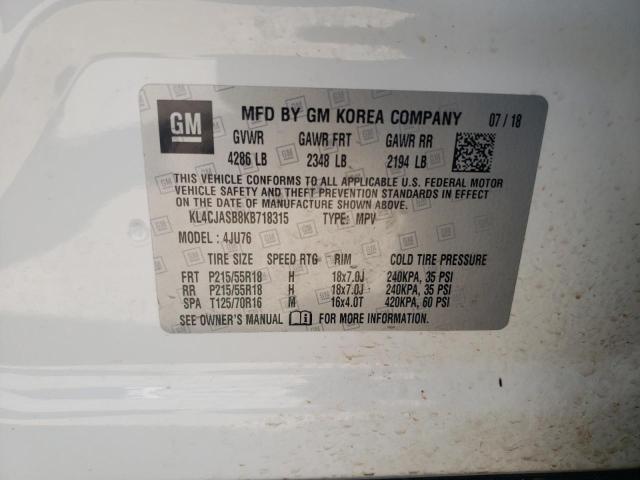 GM MFD BY GM KOREA COMPANY 07/18
GVWR GAWR FRT GAWR RR
4286 LB 2348 LB 2194 LB
THIS VEHICLE CONFORMS TO ALL APPLICABLE U.S. FEDERAL MOTOR
VEHICLE SAFETY AND THEFT PREVENTION STANDARDS IN EFFECT
ON THE DATE OF MANUFACTURE SHOWN ABOVE.
KL4CJASB8KB718315 TYPE: MPV
MODEL: 4JU76
TIRE SIZE SPEED RTG RIM COLD TIRE PRESSURE
FRT P215/55R18 H 18x7.0J 240KPA, 35 PSI
RR P215/55R18 H 18x7.0J 240KPA, 35 PSI
SPA T125/70R16 M 16x4.0T 420KPA, 60 PSI
SEE OWNER'S MANUAL FOR MORE INFORMATION.